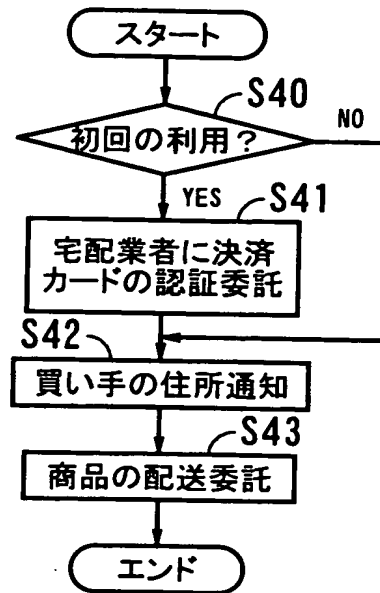 スタート
S40
初回の利用?
NO
YES
S41
宅配業者に決済
カードの認証委託
S42
買い手の住所通知
S43
商品の配送委託
エンド